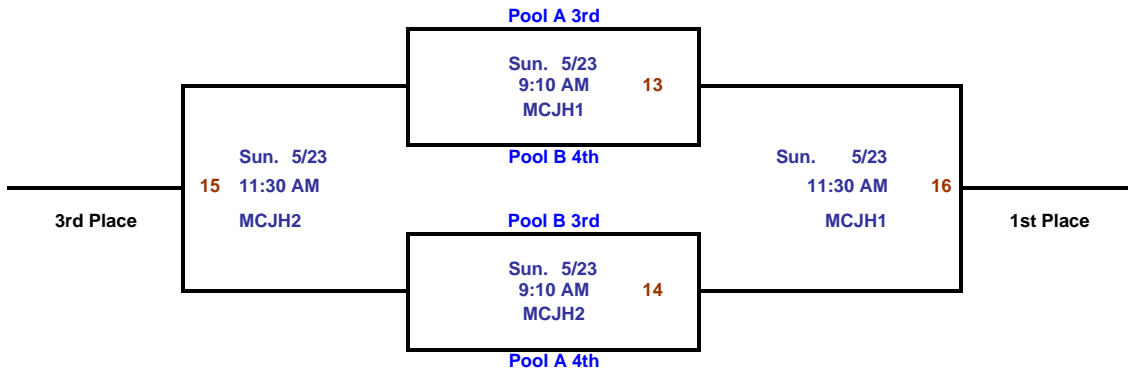 Pool A 3rd
Sun. 5/23
9:10 AM 13
MCJH1
Pool B 4th
Sun. 5/23
15 11:30 AM
MCJH2
3rd Place
Sun. 5/23
11:30 AM 16
MCJH1
1st Place
Pool B 3rd
Sun. 5/23
9:10 AM 14
MCJH2
Pool A 4th